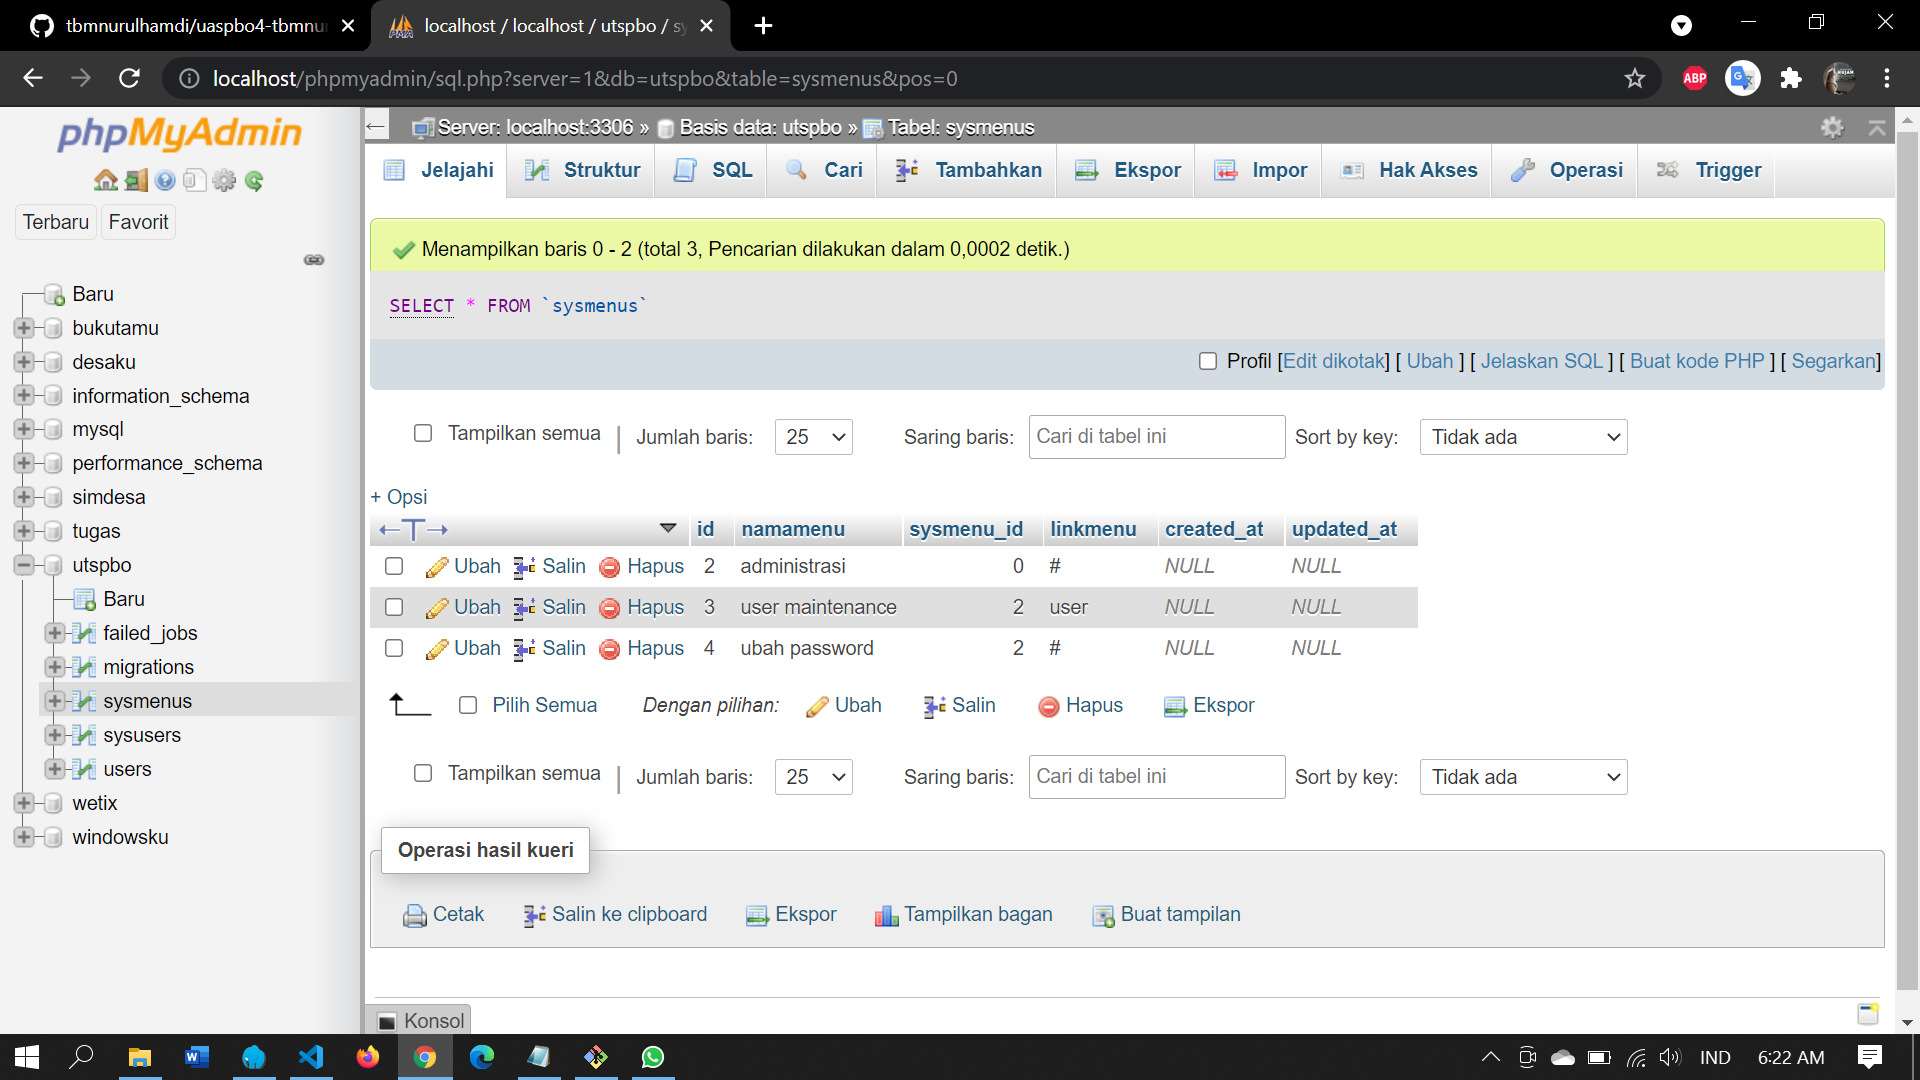 tbmnurulhamdi/uaspbo4-tbmnur
localhost / localhost / utspbo / sy
localhost/phpmyadmin/sql.php?server=1&db=utspbo&table=sysmenus&pos=0
ABP
phpMyAdmin
Terbaru Favorit
Baru
bukutamu
desaku
information_schema
mysql
performance_schema
simdesa
tugas
utspbo
Baru
failed_jobs
migrations
sysmenus
sysusers
users
wetix
windowsku
Server: localhost:3306 » Basis data: utspbo » Tabel: sysmenus
Jelajahi Struktur SQL Cari Tambahkan Ekspor Impor Hak Akses Operasi Trigger
Menampilkan baris 0 - 2 (total 3, Pencarian dilakukan dalam 0,0002 detik.)
SELECT * FROM `sysmenus`
Profil [Edit dikotak] [ Ubah ] [ Jelaskan SQL ] [ Buat kode PHP ] [ Segarkan]
Tampilkan semua | Jumlah baris: 25 Saring baris: Cari di tabel ini Sort by key: Tidak ada
+ Opsi
←T→ id namamenu sysmenu_id linkmenu created_at updated_at
Ubah Salin Hapus 2 administrasi 0 # NULL NULL
Ubah Salin Hapus 3 user maintenance 2 user NULL NULL
Ubah Salin Hapus 4 ubah password 2 # NULL NULL
Pilih Semua Dengan pilihan: Ubah Salin Hapus Ekspor
Tampilkan semua | Jumlah baris: 25 Saring baris: Cari di tabel ini Sort by key: Tidak ada
Operasi hasil kueri
Cetak Salin ke clipboard Ekspor Tampilkan bagan Buat tampilan
Konsol
IND 6:22 AM